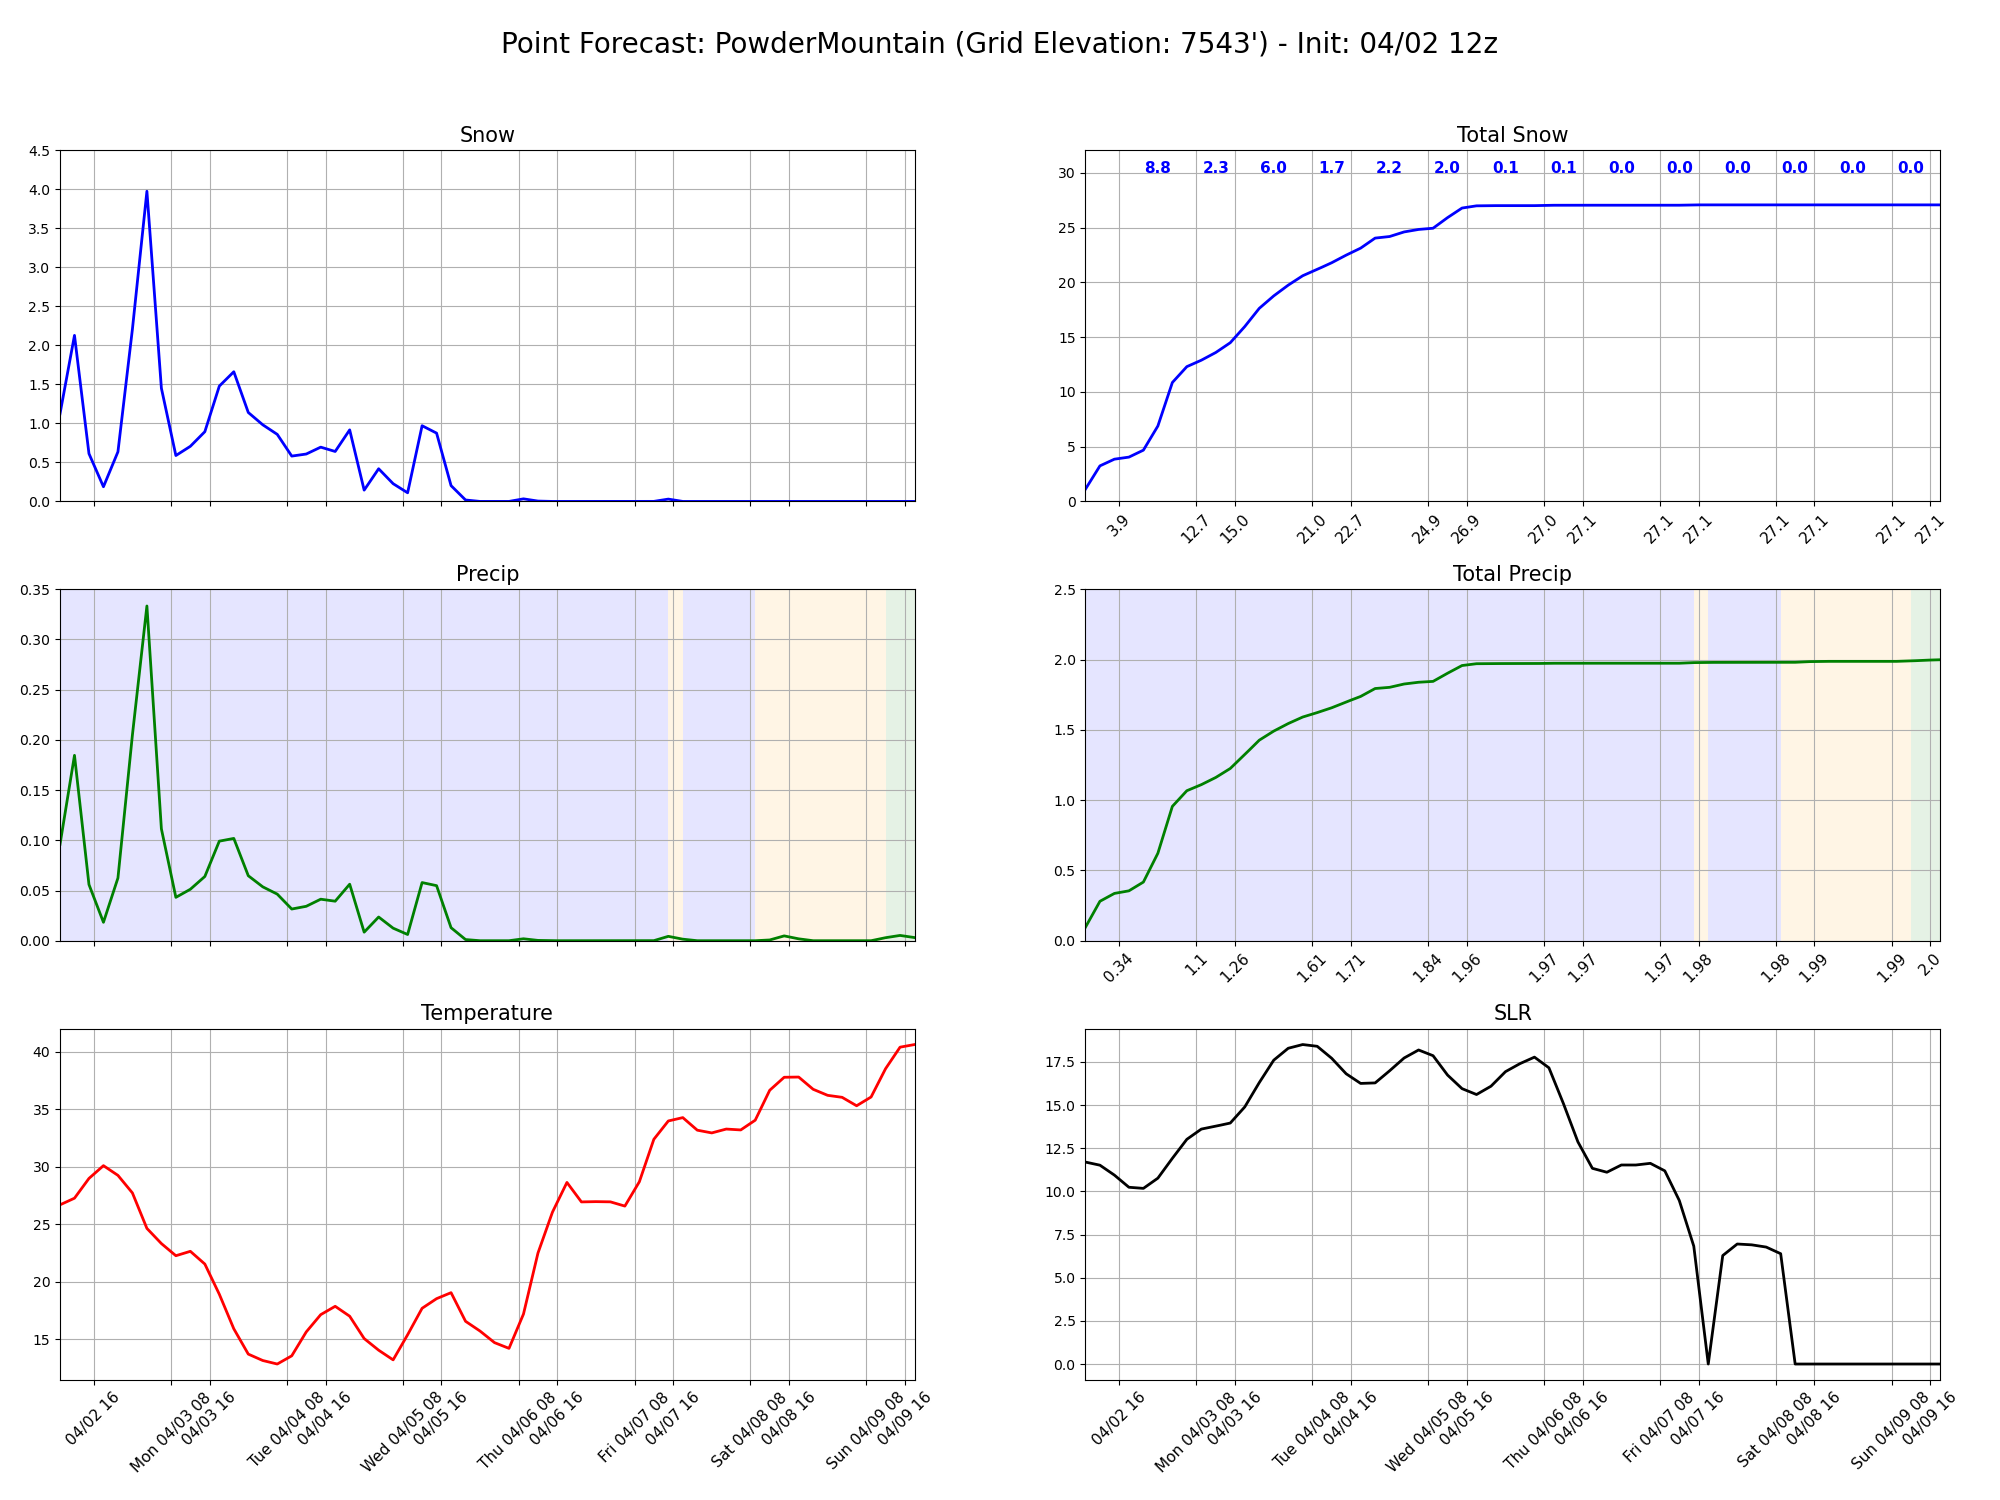 Point Forecast: PowderMountain (Grid Elevation: 7543') - Init: 04/02 12z
Snow
4.5
4.0
3.5
3.0
2.5
2.0
1.5
1.0
0.5
0.0
Total Snow
8.8 2.3 6.0 1.7 2.2 2.0 0.1 0.1 0.0 0.0 0.0 0.0 0.0 0.0
30
25
20
15
10
5
0
3.9 12.7 15.0 21.0 22.7 24.9 26.9 27.0 27.1 27.1 27.1 27.1 27.1 27.1 27.1
Precip
0.35
0.30
0.25
0.20
0.15
0.10
0.05
0.00
Total Precip
2.5
2.0
1.5
1.0
0.5
0.0
0.34 1.1 1.26 1.61 1.71 1.84 1.96 1.97 1.97 1.97 1.98 1.98 1.99 1.99 2.0
Temperature
40
35
30
25
20
15
04/02 16
Mon 04/03 08
04/03 16
Tue 04/04 08
04/04 16
Wed 04/05 08
04/05 16
Thu 04/06 08
04/06 16
Fri 04/07 08
04/07 16
Sat 04/08 08
04/08 16
Sun 04/09 08
04/09 16
SLR
17.5
15.0
12.5
10.0
7.5
5.0
2.5
0.0
04/02 16
Mon 04/03 08
04/03 16
Tue 04/04 08
04/04 16
Wed 04/05 08
04/05 16
Thu 04/06 08
04/06 16
Fri 04/07 08
04/07 16
Sat 04/08 08
04/08 16
Sun 04/09 08
04/09 16